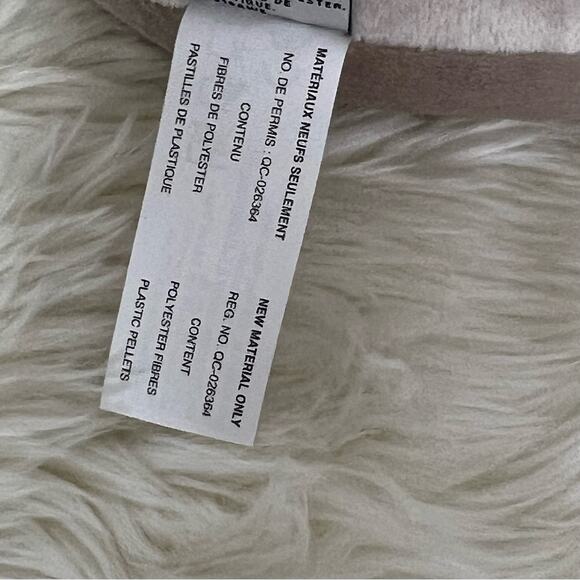 MATÉRIAUX NEUFS SEULEMENT
NO. DE PERMIS : QC-026364
CONTENU
FIBRES DE POLYESTER
PASTILLES DE PLASTIQUE
NEW MATERIAL ONLY
REG. NO. QC-026364
CONTENT
POLYESTER FIBRES
PLASTIC PELLETS